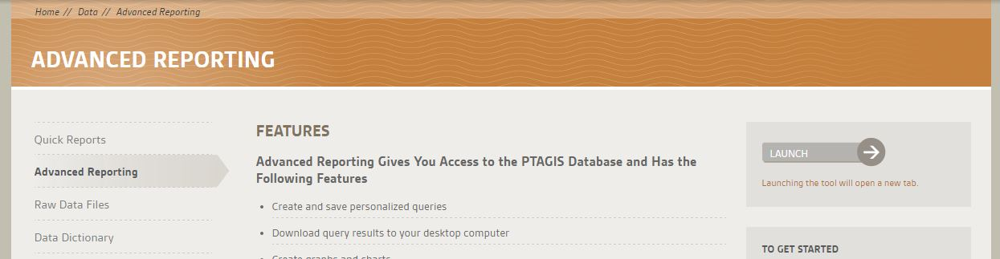 Home // Data // Advanced Reporting
ADVANCED REPORTING
Quick Reports
Advanced Reporting
Raw Data Files
Data Dictionary
FEATURES
Advanced Reporting Gives You Access to the PTAGIS Database and Has the
Following Features
• Create and save personalized queries
• Download query results to your desktop computer
Create graphs and charts
LAUNCH
Launching the tool will open a new tab.
TO GET STARTED